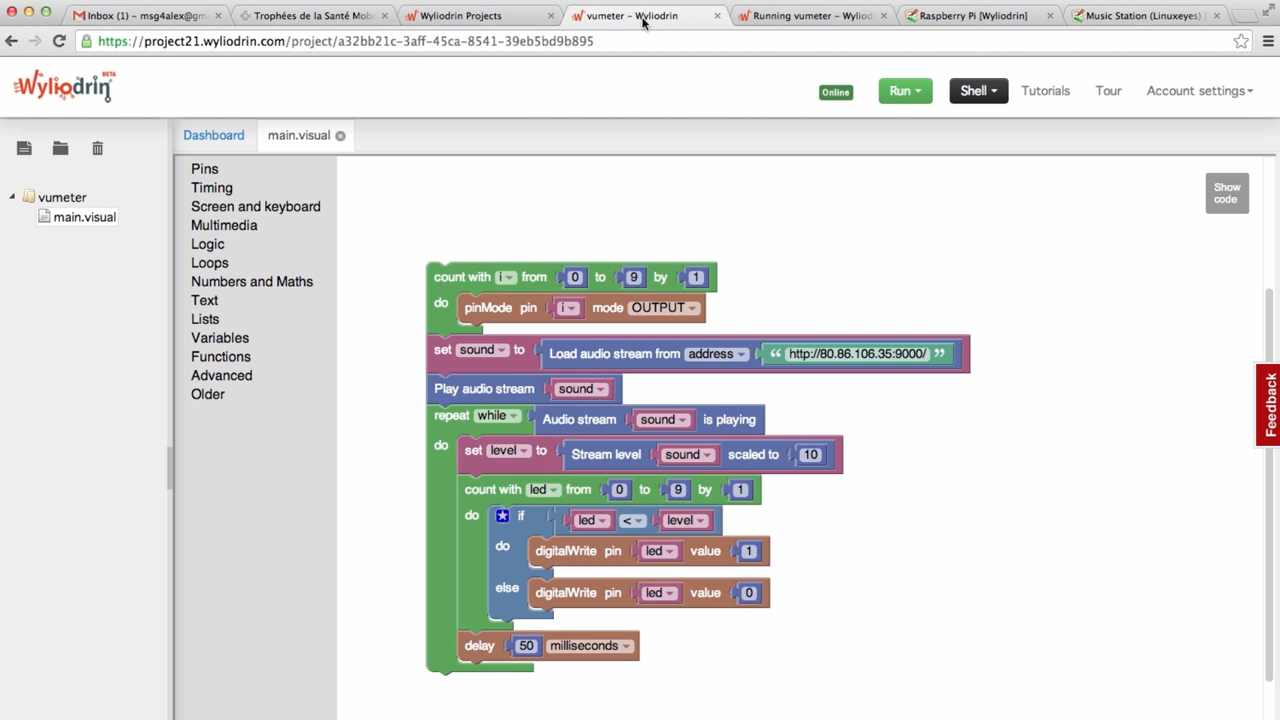 Inbox (1) – msg4alex@gm
Trophées de la Santé Mobi
Wyliodrin Projects
vumeter – Wyliodrin
Running vumeter – Wyliod
Raspberry Pi [Wyliodrin]
Music Station (Linuxeyes) |
https://project21.wyliodrin.com/project/a32bb21c-3aff-45ca-8541-39eb5bd9b895
Wyliodrin BETA
Online
Run
Shell
Tutorials
Tour
Account settings
Dashboard
main.visual
vumeter
main.visual
Pins
Timing
Screen and keyboard
Multimedia
Logic
Loops
Numbers and Maths
Text
Lists
Variables
Functions
Advanced
Older
Show
code
count with i from 0 to 9 by 1
do pinMode pin i mode OUTPUT
set sound to Load audio stream from address “ http://80.86.106.35:9000/ ”
Play audio stream sound
repeat while Audio stream sound is playing
do set level to Stream level sound scaled to 10
count with led from 0 to 9 by 1
do if led < level
do digitalWrite pin led value 1
else digitalWrite pin led value 0
delay 50 milliseconds
Feedback